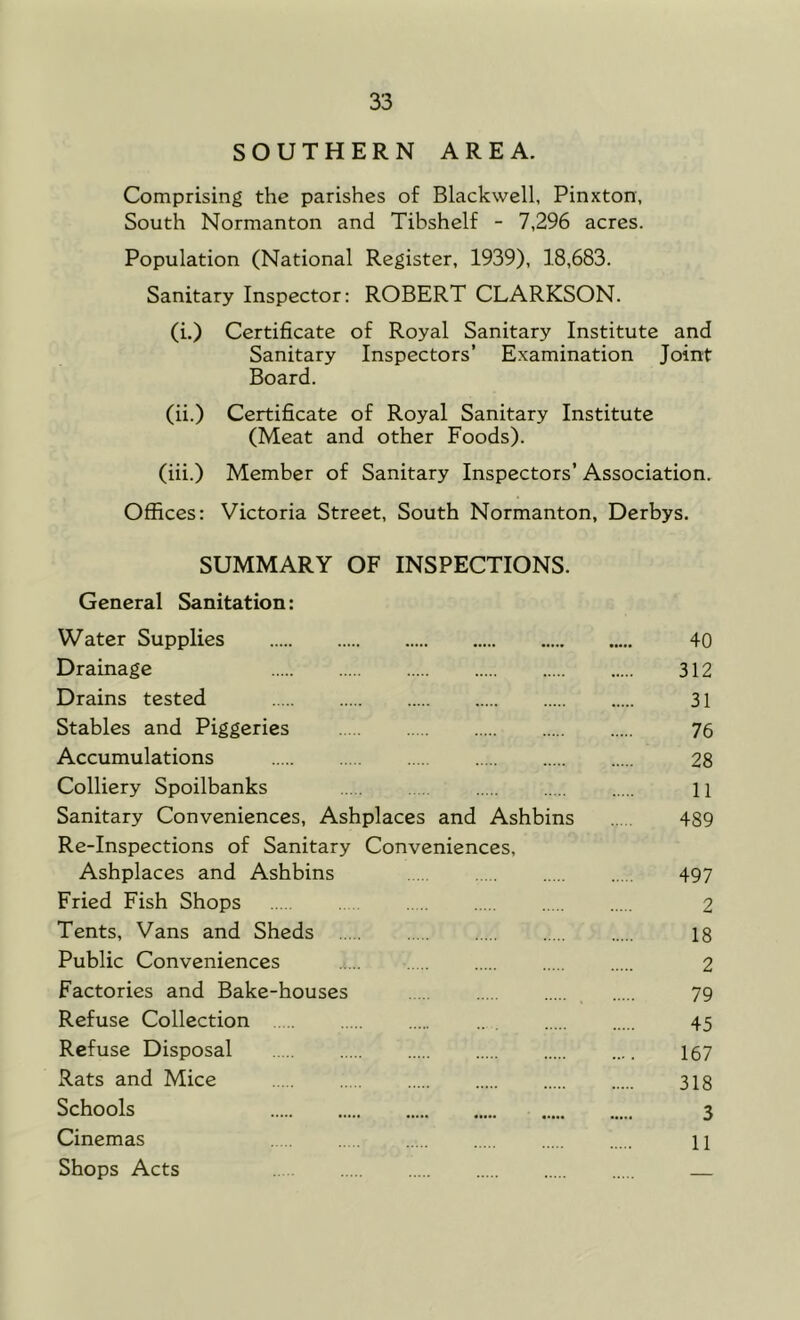 33
SOUTHERN AREA.
Comprising the parishes of Blackwell, Pinxton,
South Normanton and Tibshelf - 7,296 acres.
Population (National Register, 1939), 18,683.
Sanitary Inspector: ROBERT CLARKSON.
(i.) Certificate of Royal Sanitary Institute and
Sanitary Inspectors' Examination Joint
Board.
(ii.) Certificate of Royal Sanitary Institute
(Meat and other Foods).
(iii.) Member of Sanitary Inspectors' Association.
Offices: Victoria Street, South Normanton, Derbys.
SUMMARY OF INSPECTIONS.
General Sanitation:
Water Supplies ..... ..... ..... ..... ..... ..... 40
Drainage ..... ..... ..... ..... ..... ..... 312
Drains tested ..... ..... ..... ..... ..... ..... 31
Stables and Piggeries ..... ..... ..... ..... ..... 76
Accumulations ..... ..... ..... ..... ..... ..... 28
Colliery Spoilbanks ..... ..... ..... ..... ..... 11
Sanitary Conveniences, Ashplaces and Ashbins ..... 489
Re-Inspections of Sanitary Conveniences,
Ashplaces and Ashbins ..... ..... ..... ..... 497
Fried Fish Shops ..... ..... ..... ..... ..... ..... 2
Tents, Vans and Sheds ..... ..... ..... ..... ..... 18
Public Conveniences ..... ..... ..... ..... ..... 2
Factories and Bake-houses ..... ..... ..... ..... 79
Refuse Collection ..... ..... ..... ..... ..... ..... 45
Refuse Disposal ..... ..... ..... ..... ..... ..... 167
Rats and Mice ..... ..... ..... ..... ..... ..... 318
Schools ..... ..... ..... ..... ..... ..... 3
Cinemas ..... ..... ..... ..... ..... ..... 11
Shops Acts ..... ..... ..... ..... ..... ..... —